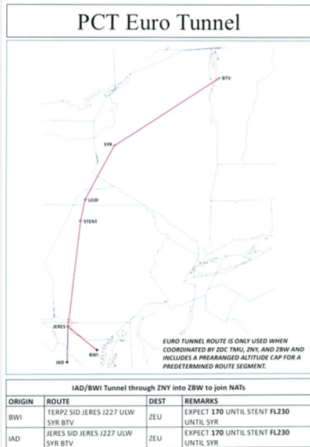 PCT Euro Tunnel
BTV
SYR
ULW
STENT
JERES
BWI
IAD
EURO TUNNEL ROUTE IS ONLY USED WHEN
COORDINATED BY ZDC TMU, ZNY, AND ZBW AND
INCLUDES A PREARANGED ALTITUDE CAP FOR A
PREDETERMINED ROUTE SEGMENT.
IAD/BWI Tunnel through ZNY into ZBW to join NATs
ORIGIN ROUTE DEST REMARKS
BWI TERPZ SID JERES J227 ULW SYR BTV ZEU EXPECT 170 UNTIL STENT FL230 UNTIL SYR
IAD JERES SID JERES J227 ULW SYR BTV ZEU EXPECT 170 UNTIL STENT FL230 UNTIL SYR